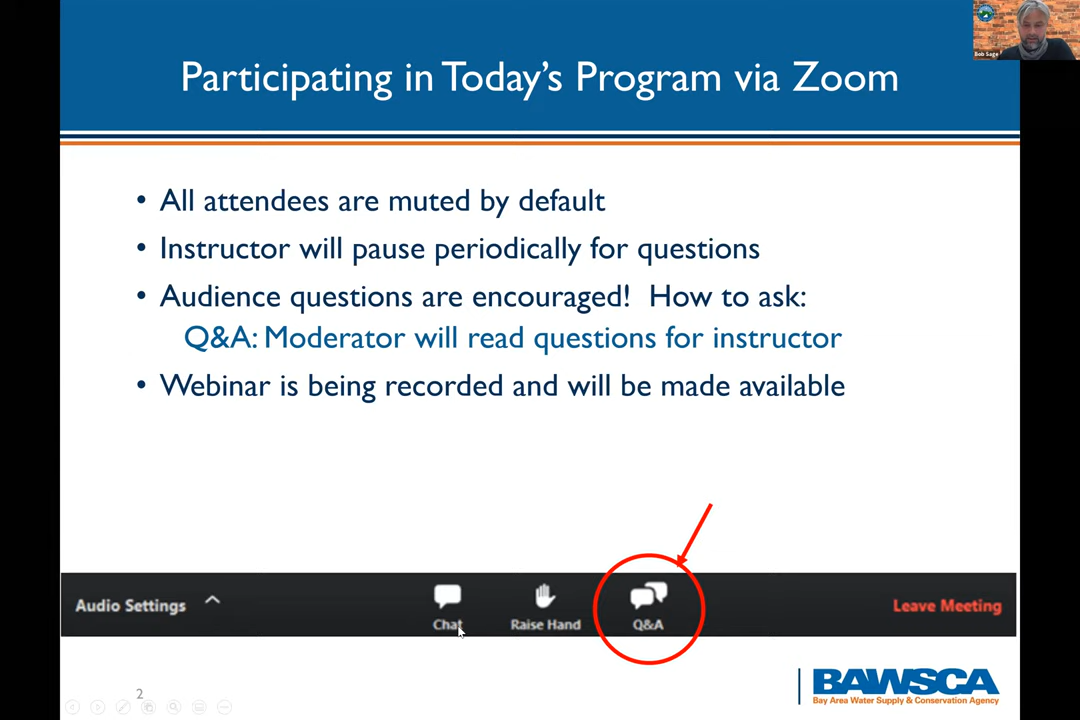 Bob Sage
Participating in Today's Program via Zoom
• All attendees are muted by default
• Instructor will pause periodically for questions
• Audience questions are encouraged!  How to ask:
Q&A: Moderator will read questions for instructor
• Webinar is being recorded and will be made available
Audio Settings
Chat
Raise Hand
Q&A
Leave Meeting
2
BAWSCA
Bay Area Water Supply & Conservation Agency